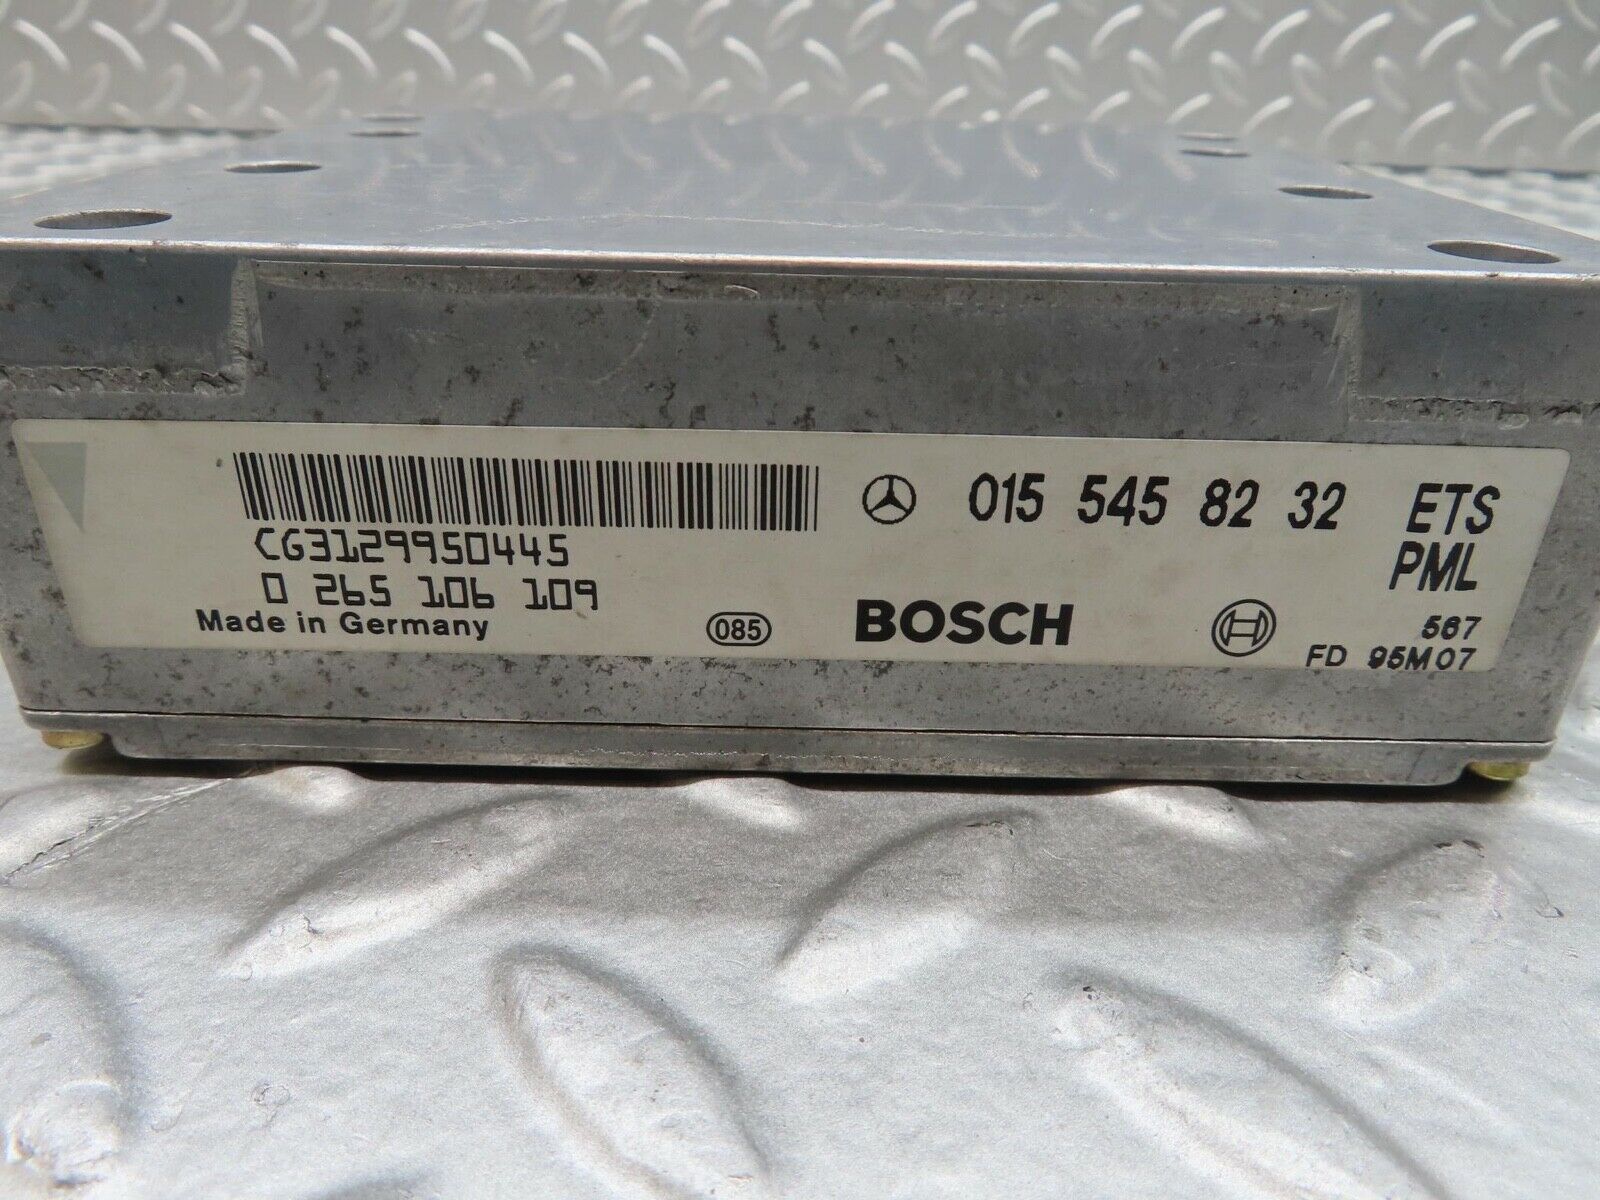 015 545 82 32 ETS
CG3129950445
PML
0 265 106 109
Made in Germany
085
BOSCH
567
FD 95M07